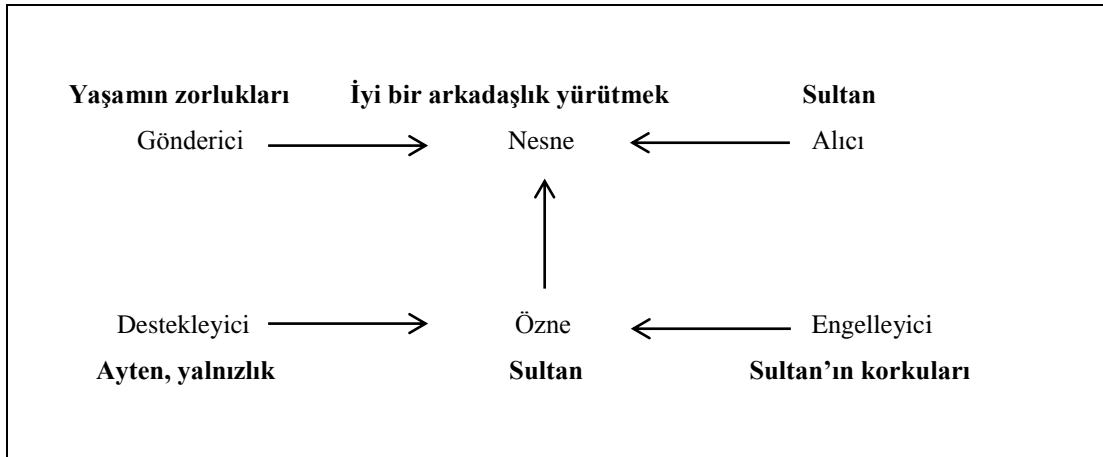 Yaşamın zorlukları İyi bir arkadaşlık yürütmek Sultan
Gönderici Nesne Alıcı
Destekleyici Özne Engelleyici
Ayten, yalnızlık Sultan Sultan’ın korkuları